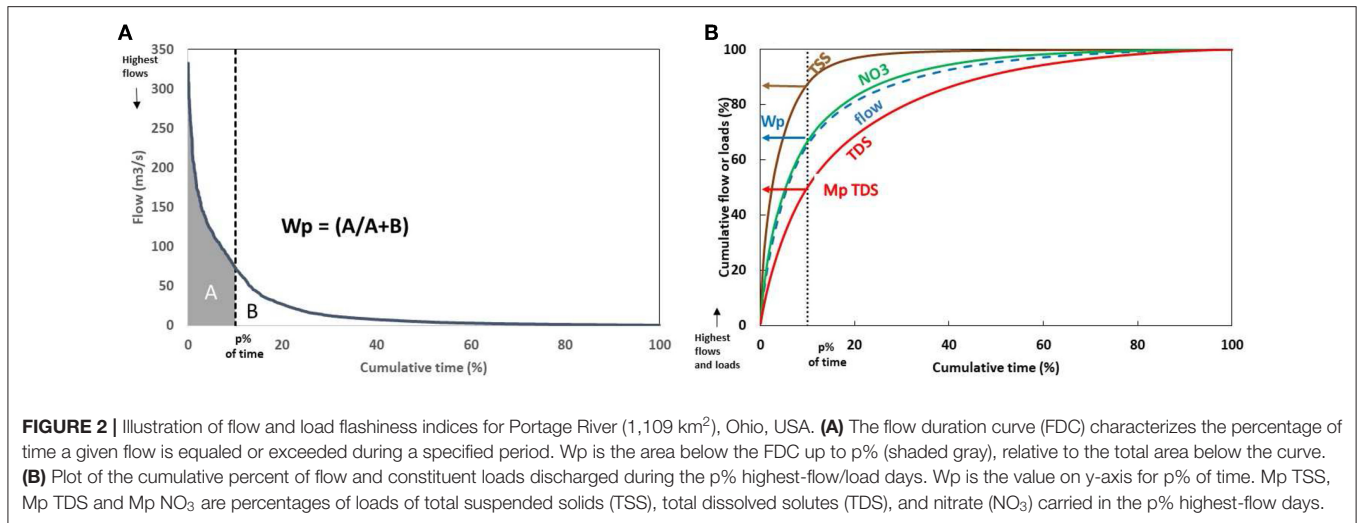 A
Highest
flows
↓
350
300
250
200
150
100
50
0
Flow (m3/s)
Wp = (A/A+B)
A
B
0
p%
of time
20
40
60
80
100
Cumulative time (%)
B
100
80
60
40
20
0
Cumulative flow or loads (%)
TSS
NO3
flow
TDS
Wp
Mp TDS
↑
Highest
flows
and loads
0
p%
of time
20
40
60
80
100
Cumulative time (%)
FIGURE 2 | Illustration of flow and load flashiness indices for Portage River (1,109 km²), Ohio, USA. (A) The flow duration curve (FDC) characterizes the percentage of
time a given flow is equaled or exceeded during a specified period. Wp is the area below the FDC up to p% (shaded gray), relative to the total area below the curve.
(B) Plot of the cumulative percent of flow and constituent loads discharged during the p% highest-flow/load days. Wp is the value on y-axis for p% of time. Mp TSS,
Mp TDS and Mp NO₃ are percentages of loads of total suspended solids (TSS), total dissolved solutes (TDS), and nitrate (NO₃) carried in the p% highest-flow days.